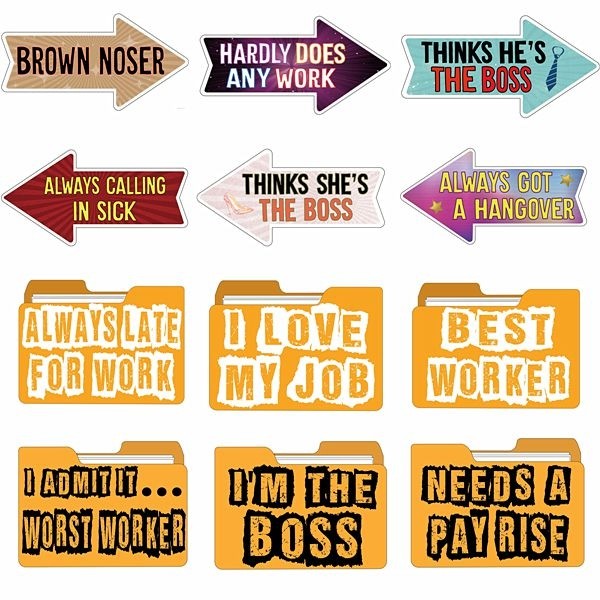 BROWN NOSER
HARDLY DOES
ANY WORK
THINKS HE'S
THE BOSS
ALWAYS CALLING
IN SICK
THINKS SHE'S
THE BOSS
ALWAYS GOT
A HANGOVER
ALWAYS LATE
FOR WORK
I LOVE
MY JOB
BEST
WORKER
I ADMIT IT...
WORST WORKER
I'M THE
BOSS
NEEDS A
PAY RISE